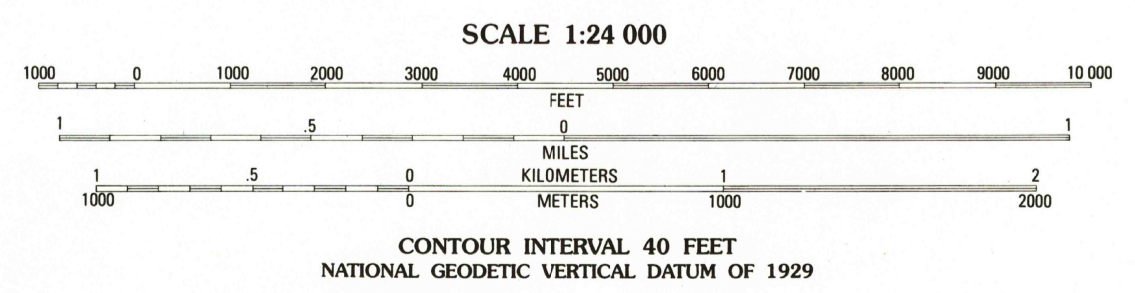 SCALE 1:24 000
1000 0 1000 2000 3000 4000 5000 6000 7000 8000 9000 10 000
FEET
1 .5 0 1
MILES
1 .5 0 KILOMETERS 1 2
1000 0 METERS 1000 2000
CONTOUR INTERVAL 40 FEET
NATIONAL GEODETIC VERTICAL DATUM OF 1929